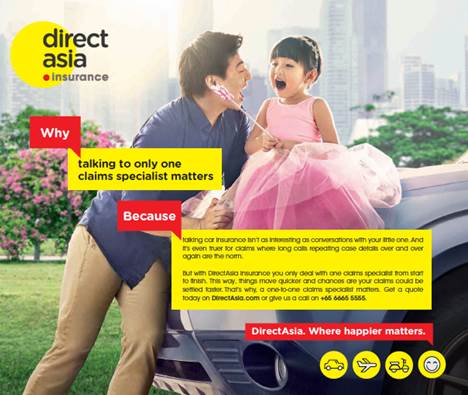 direct
asia
insurance
Why
talking to only one
claims specialist matters
Because
talking car insurance isn't as interesting as conversations with your little one. And
it's even truer for claims where long calls repeating case details over and over
again are the norm.
But with DirectAsia Insurance you only deal with one claims specialist from start
to finish. This way, things move quicker and chances are your claims could be
settled faster. That's why, a one-to-one claims specialist matters. Get a quote
today on DirectAsia.com or give us a call on +65 6665 5555.
DirectAsia. Where happier matters.